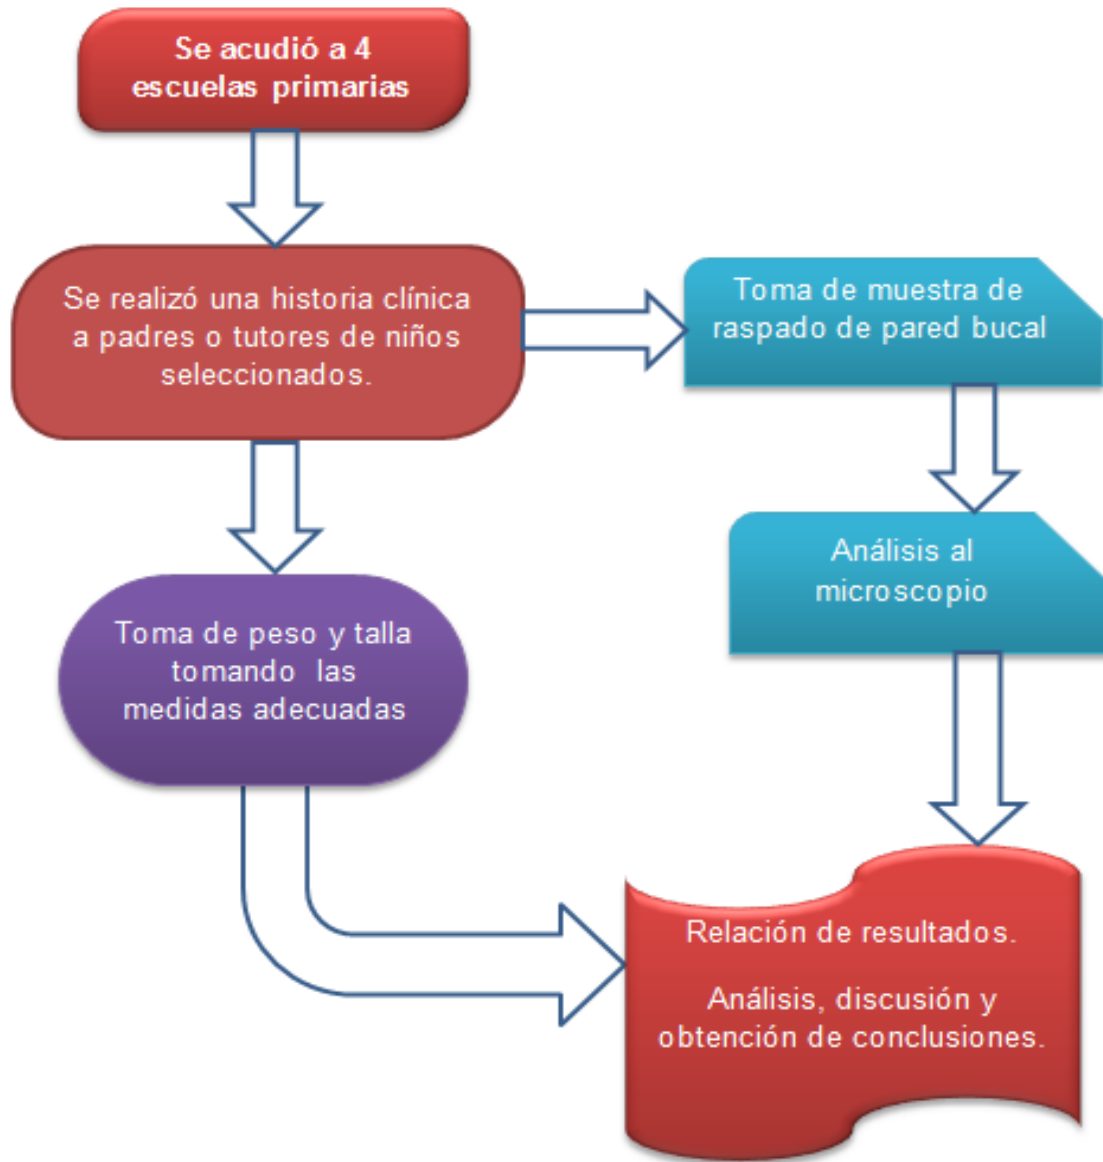 Se acudió a 4
escuelas primarias
Se realizó una historia clínica
a padres o tutores de niños
seleccionados.
Toma de muestra de
raspado de pared bucal
Análisis al
microscopio
Toma de peso y talla
tomando las
medidas adecuadas
Relación de resultados.
Análisis, discusión y
obtención de conclusiones.